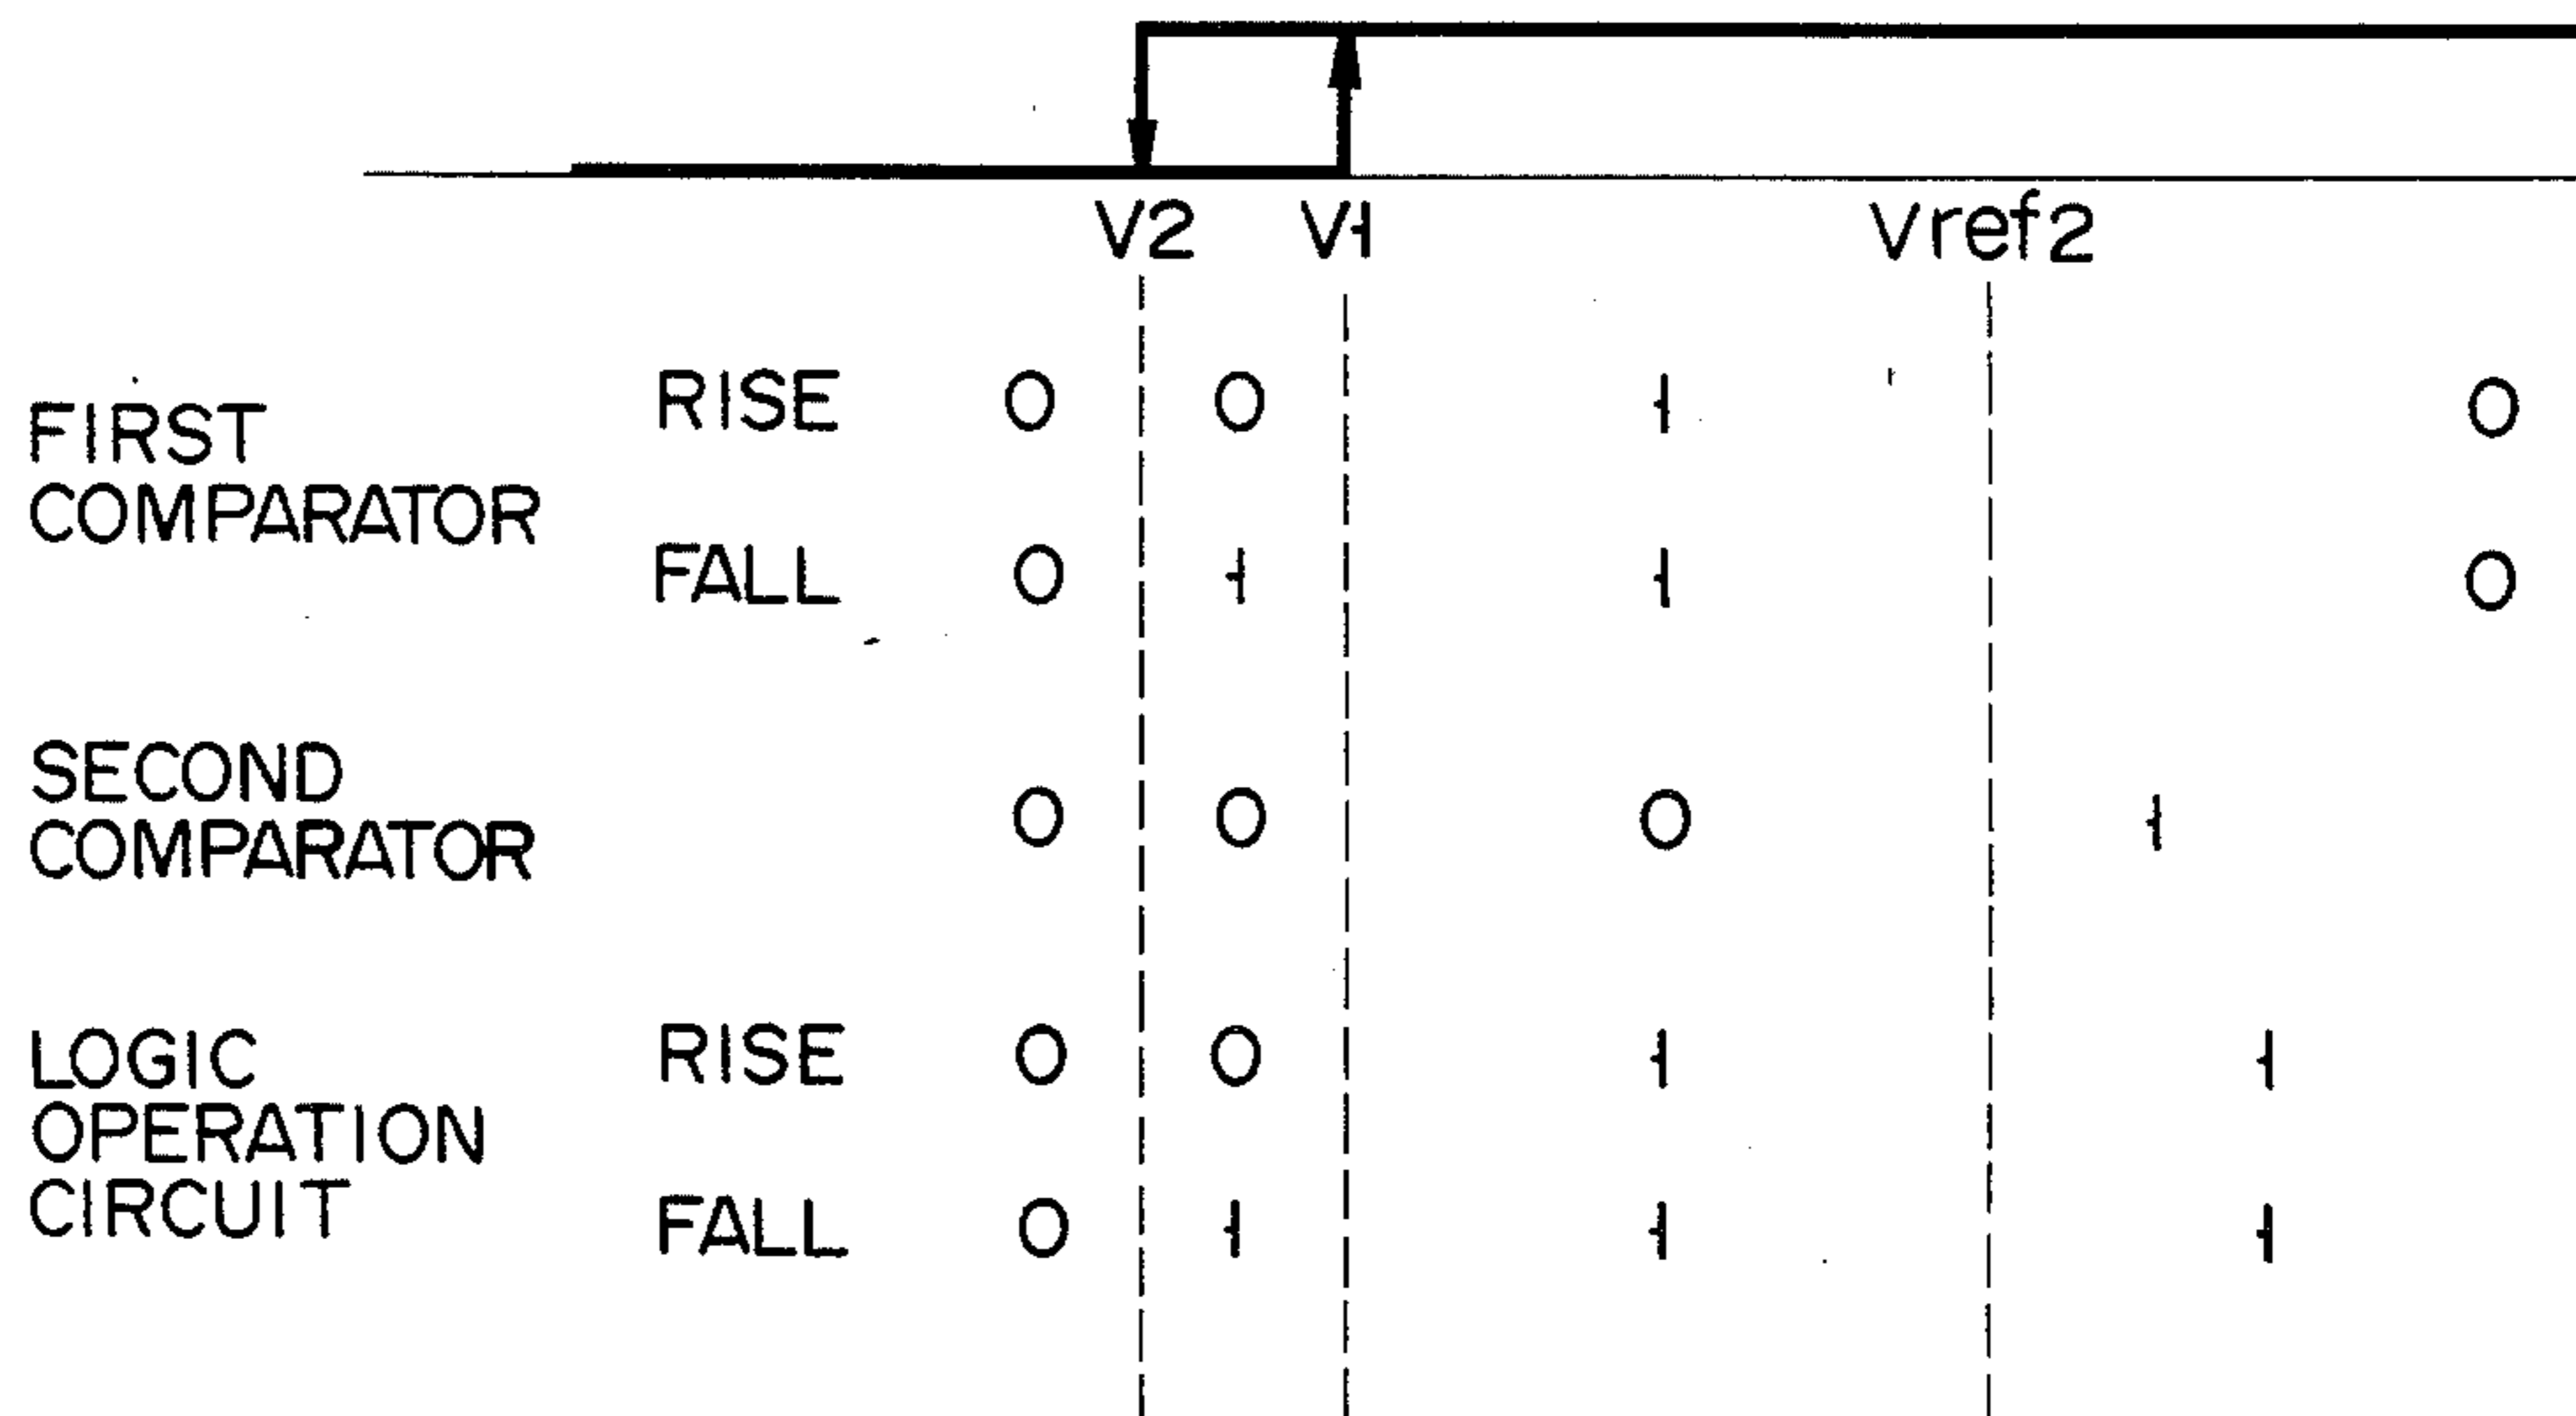 V2 V1 Vref2
FIRST
COMPARATOR
RISE 0 0 1 0
FALL 0 1 1 0
SECOND
COMPARATOR
0 0 0 1
LOGIC
OPERATION
CIRCUIT
RISE 0 0 1 1
FALL 0 1 1 1